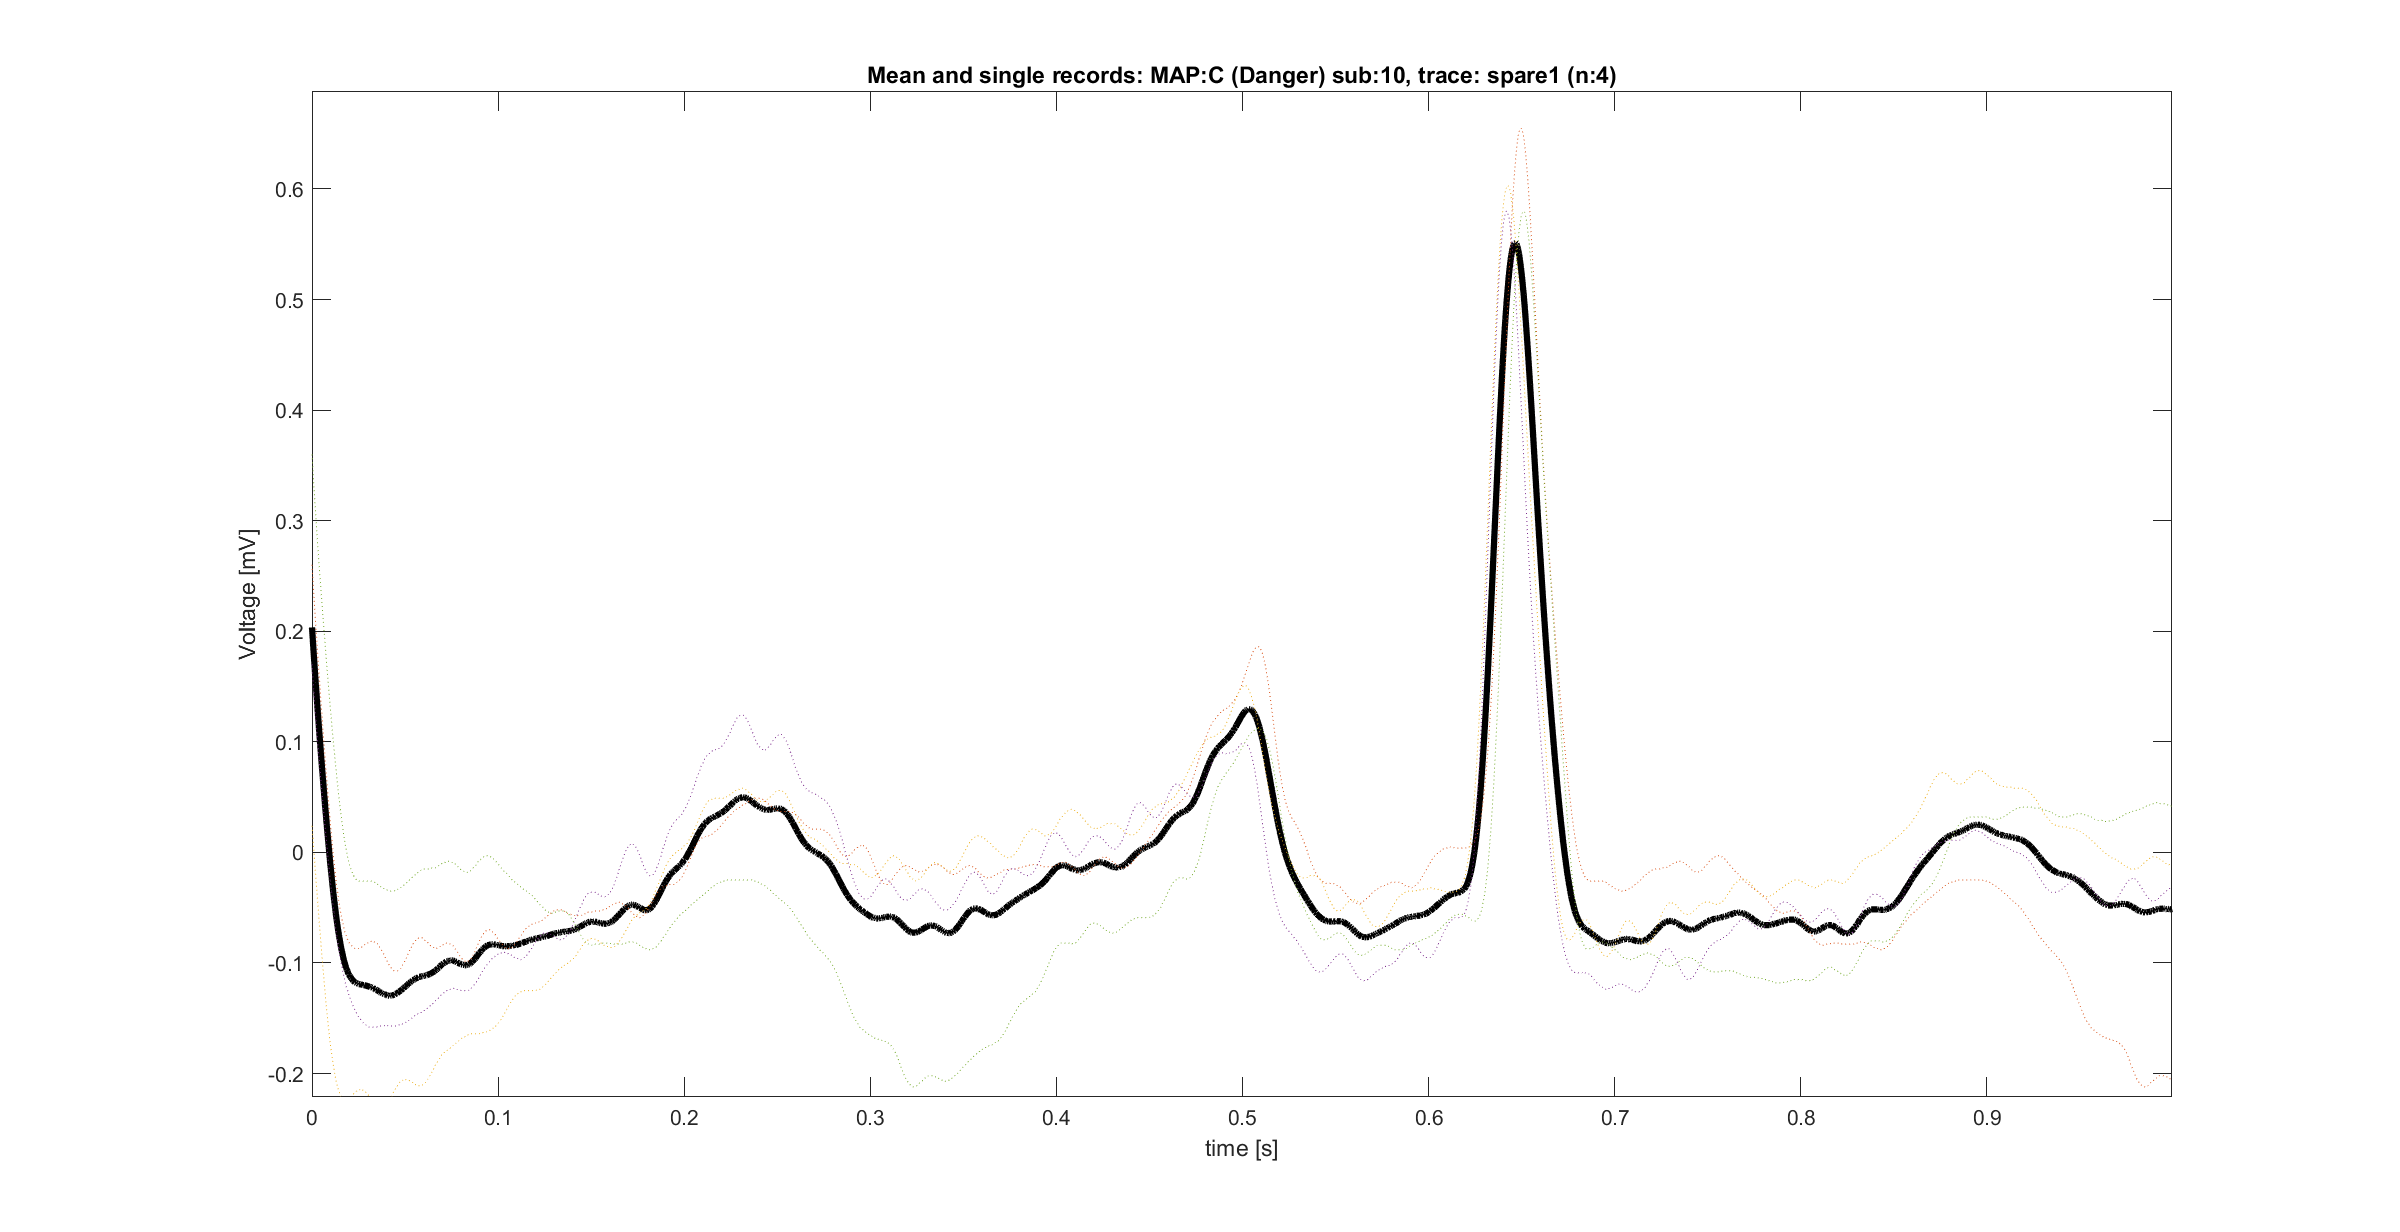 Mean and single records: MAP:C (Danger) sub:10, trace: spare1 (n:4)
0.6
0.5
0.4
0.3
0.2
0.1
0
-0.1
-0.2
Voltage [mV]
0 0.1 0.2 0.3 0.4 0.5 0.6 0.7 0.8 0.9
time [s]